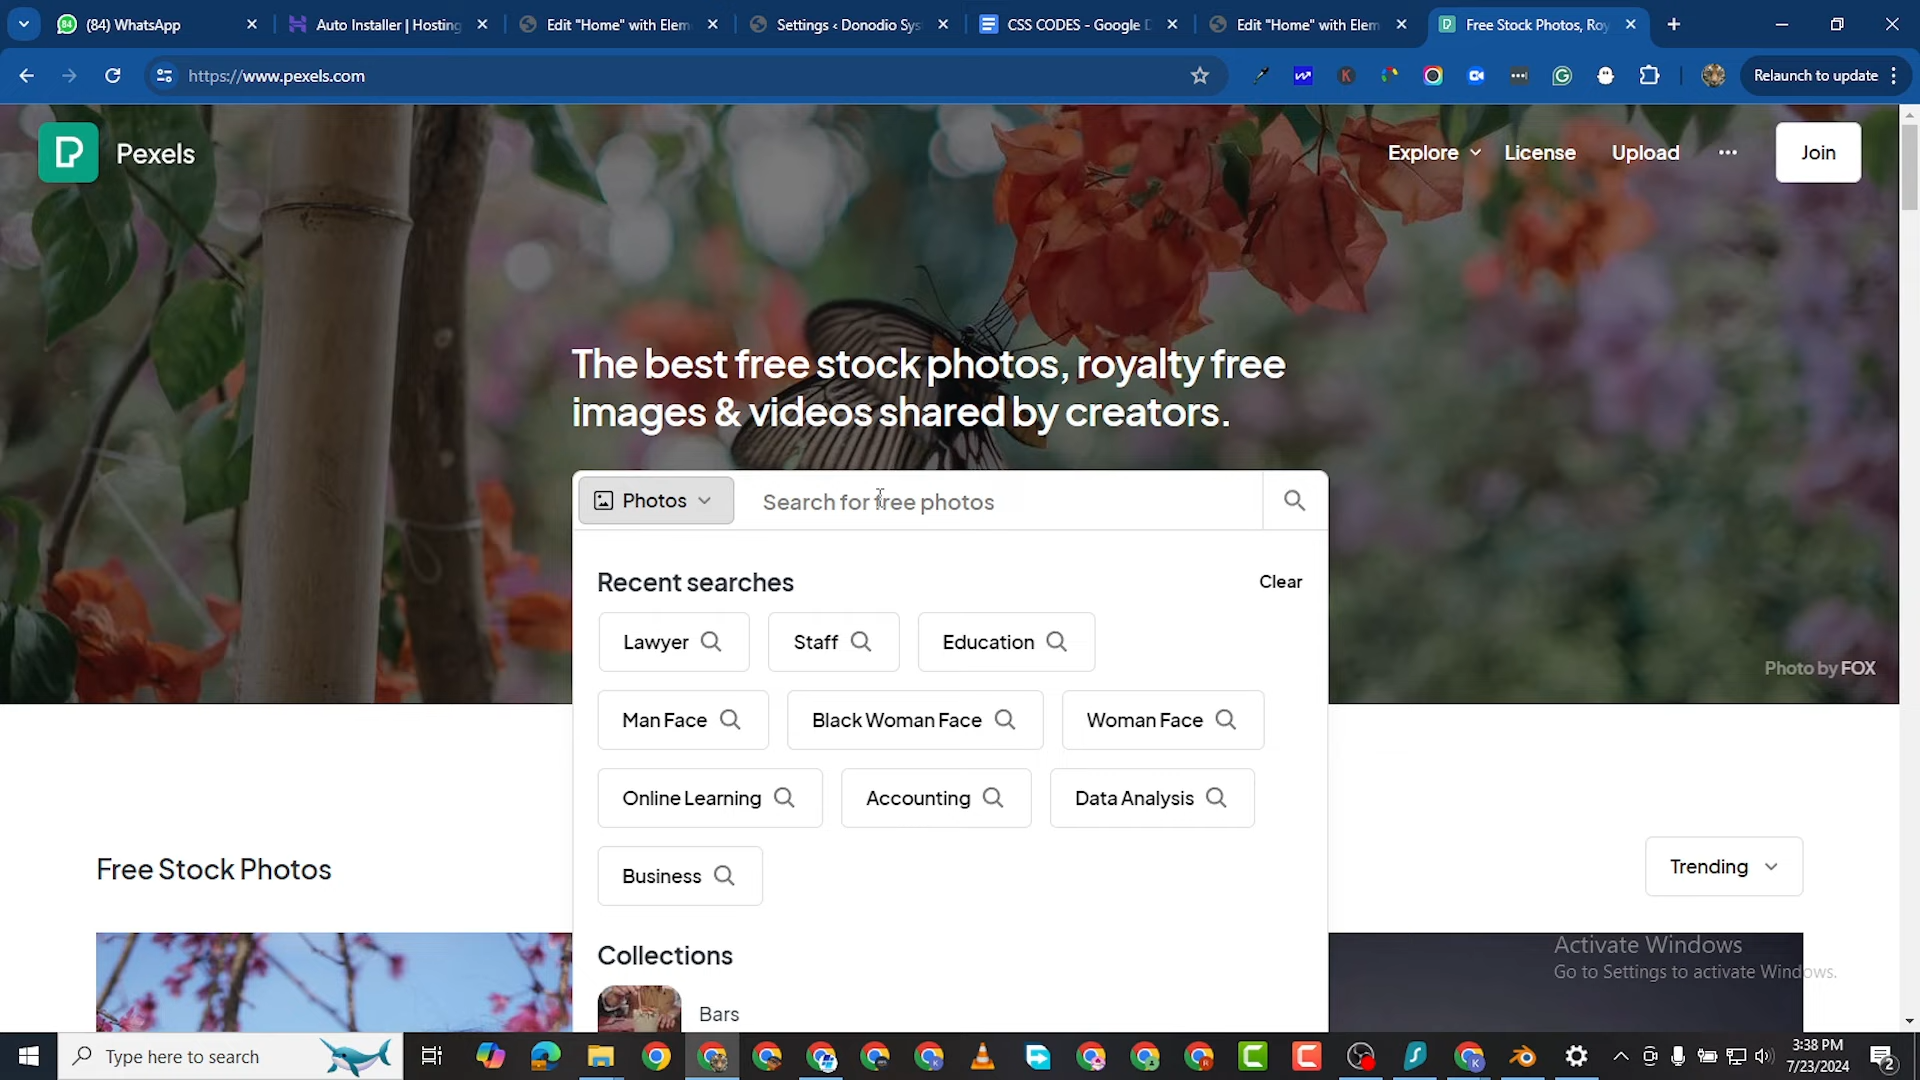 (84) WhatsApp
Auto Installer | Hosting
Edit "Home" with Elem
Settings ‹ Donodio Sys
CSS CODES - Google D
Edit "Home" with Elem
Free Stock Photos, Roy
https://www.pexels.com
Relaunch to update
Pexels
Explore
License
Upload
Join
The best free stock photos, royalty free
images & videos shared by creators.
Photos
Search for free photos
Recent searches
Clear
Lawyer
Staff
Education
Photo by FOX
Man Face
Black Woman Face
Woman Face
Online Learning
Accounting
Data Analysis
Business
Free Stock Photos
Trending
Collections
Bars
Activate Windows
Go to Settings to activate Windows.
Type here to search
3:38 PM
7/23/2024
2